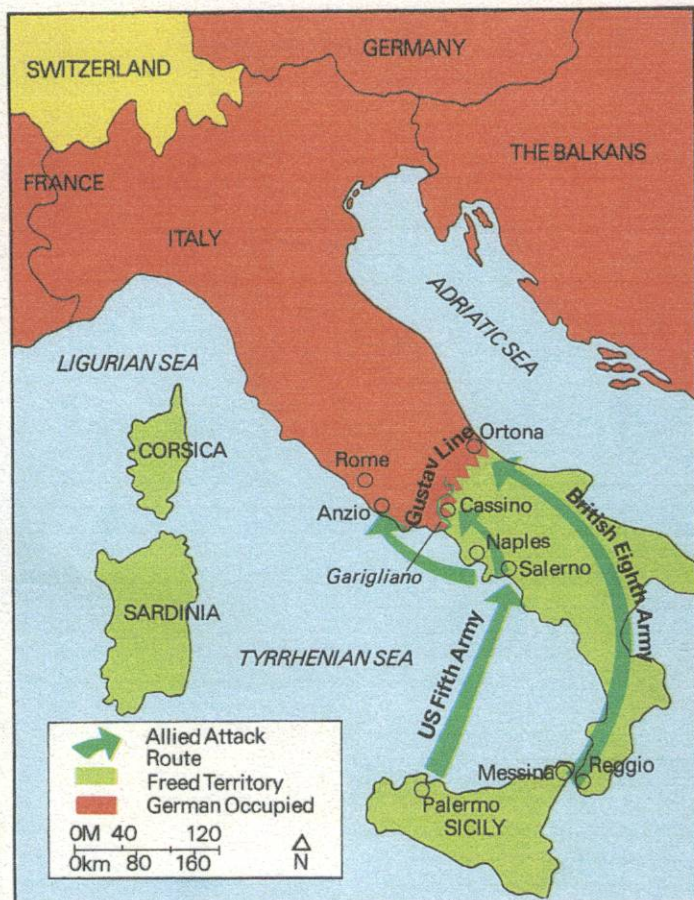 GERMANY
SWITZERLAND
THE BALKANS
FRANCE
ITALY
ADRIATIC SEA
LIGURIAN SEA
CORSICA
Gustav Line
Ortona
Rome
Anzio
Cassino
British Eighth Army
Naples
Garigliano
Salerno
SARDINIA
TYRRHENIAN SEA
US Fifth Army
Messina
Reggio
Palermo
SICILY
Allied Attack
Route
Freed Territory
German Occupied
0M 40 120
0km 80 160
N